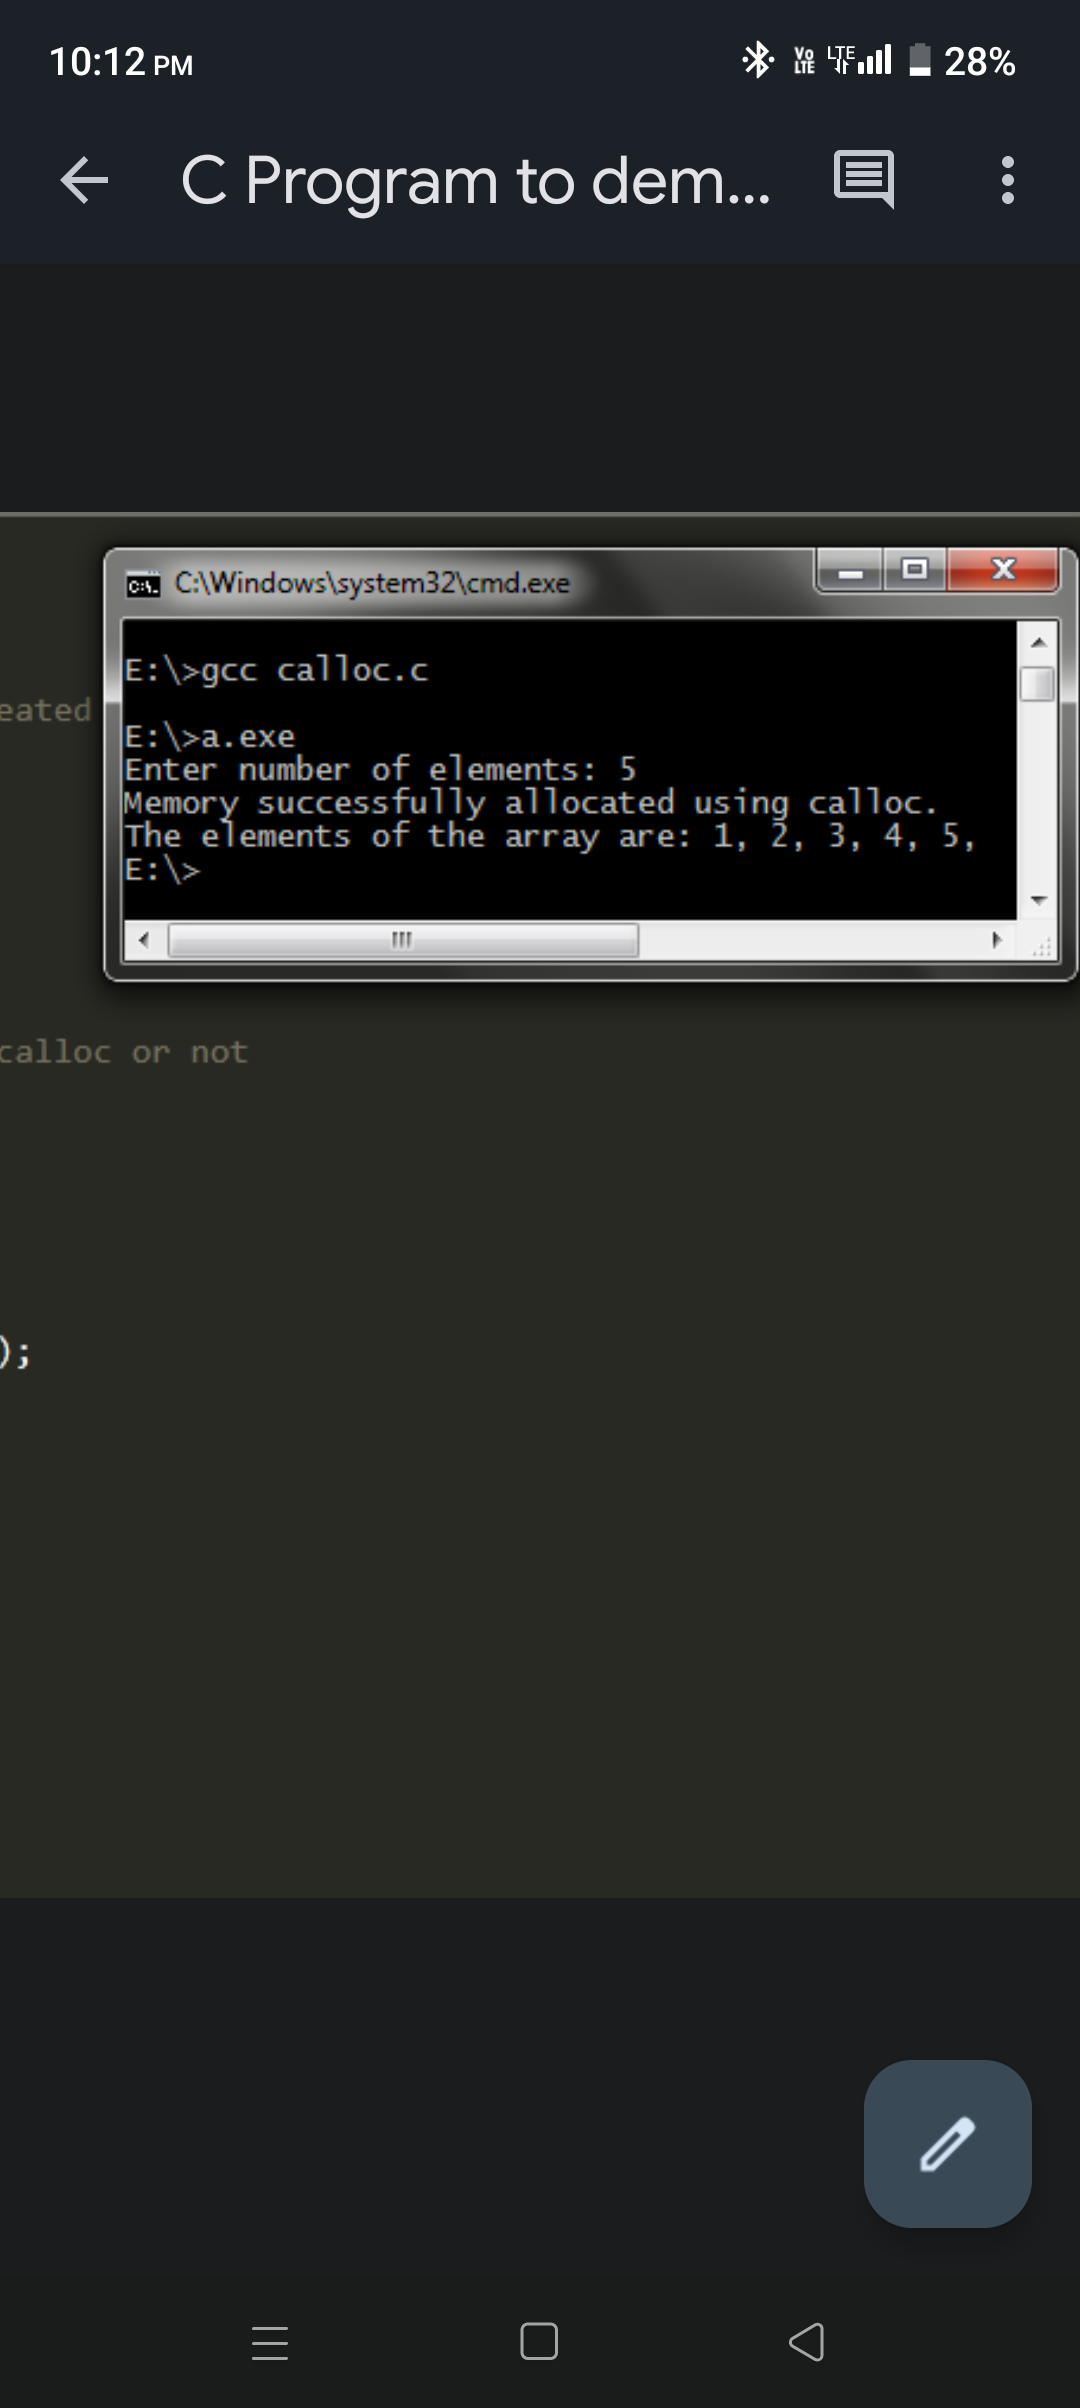 10:12 PM
Vo LTE LTE 28%
C Program to dem...
C:\Windows\system32\cmd.exe
E:\>gcc calloc.c
eated
E:\>a.exe
Enter number of elements: 5
Memory successfully allocated using calloc.
The elements of the array are: 1, 2, 3, 4, 5,
E:\>
calloc or not
);